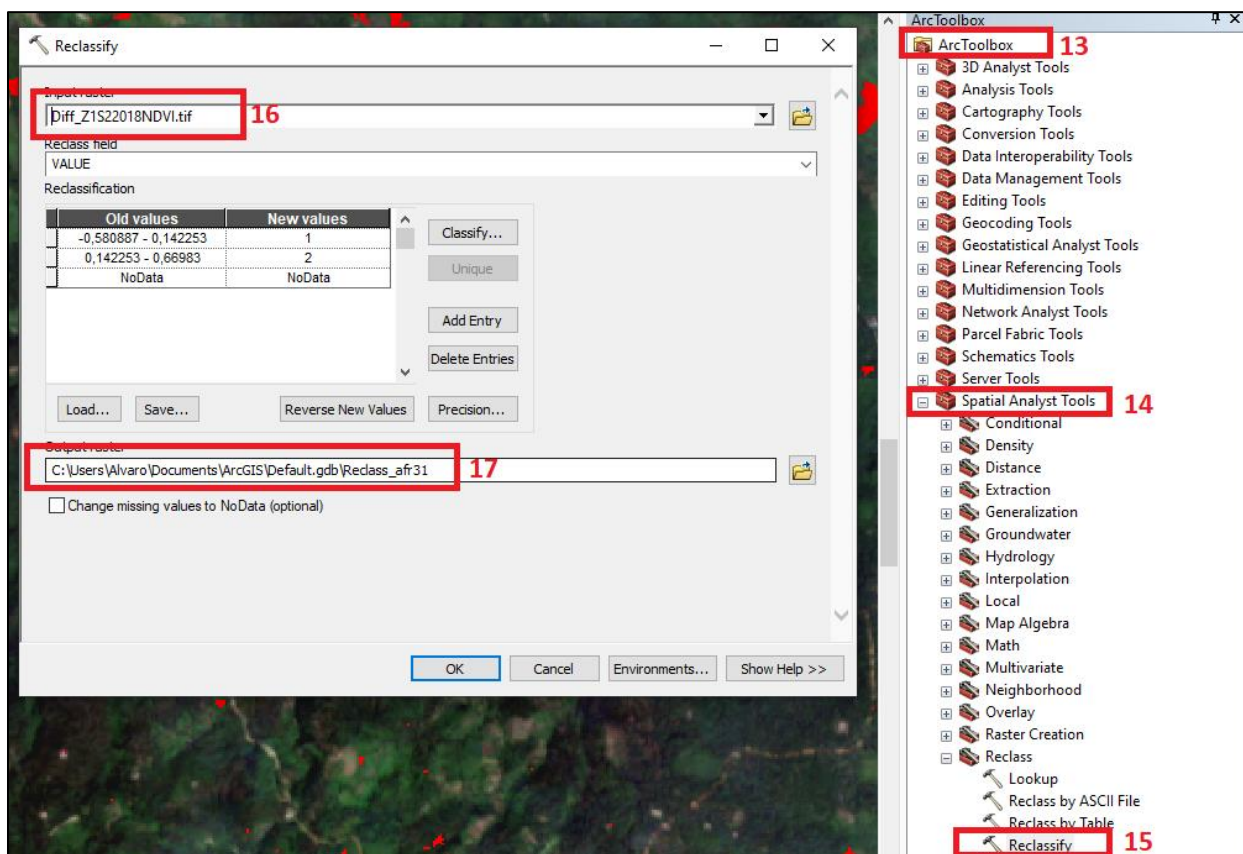 Reclassify
Input raster
Diff_Z1S22018NDVI.tif
16
Reclass field
VALUE
Reclassification
Old values New values
-0,580887 - 0,142253 1
0,142253 - 0,66983 2
NoData NoData
Classify...
Unique
Add Entry
Delete Entries
Load... Save... Reverse New Values Precision...
Output raster
C:\Users\Alvaro\Documents\ArcGIS\Default.gdb\Reclass_afr31
17
Change missing values to NoData (optional)
OK Cancel Environments... Show Help >>
ArcToolbox
ArcToolbox 13
3D Analyst Tools
Analysis Tools
Cartography Tools
Conversion Tools
Data Interoperability Tools
Data Management Tools
Editing Tools
Geocoding Tools
Geostatistical Analyst Tools
Linear Referencing Tools
Multidimension Tools
Network Analyst Tools
Parcel Fabric Tools
Schematics Tools
Server Tools
Spatial Analyst Tools 14
Conditional
Density
Distance
Extraction
Generalization
Groundwater
Hydrology
Interpolation
Local
Map Algebra
Math
Multivariate
Neighborhood
Overlay
Raster Creation
Reclass
Lookup
Reclass by ASCII File
Reclass by Table
Reclassify 15